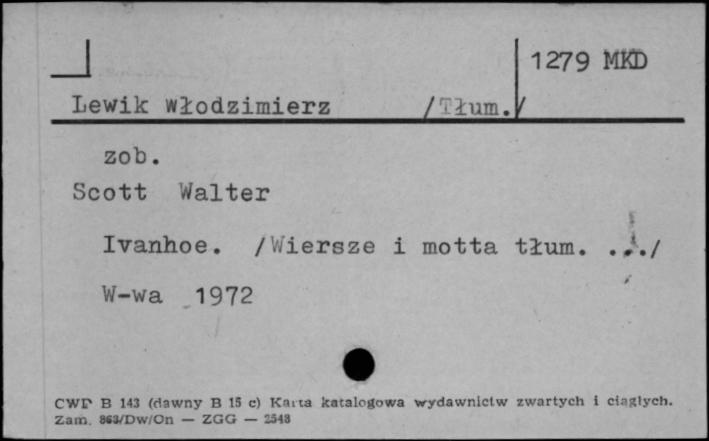 1279 MKD
Lewik Włodzimierz /Tłum./
zob.
Scott Walter
Ivanhoe. /Wiersze i motta tłum. .../
W-wa 1972
CWD B 143 (dawny B 15 c) Karta katalogowa wydawnictw zwartych i ciągłych.
Zam. 863/Dw/On — ZGG — 2548